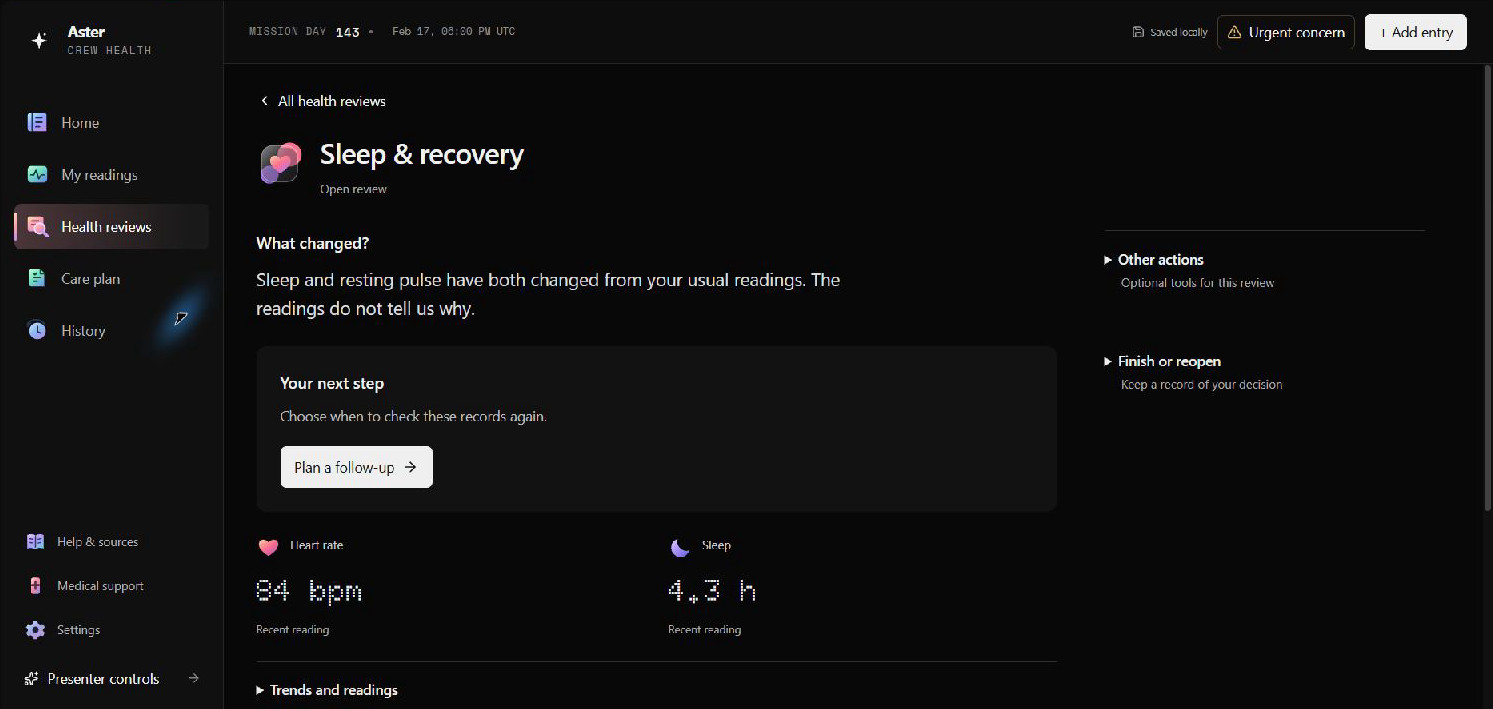 Aster
CREW HEALTH
MISSION DAY 143 • Feb 17, 06:00 PM UTC
Saved locally
Urgent concern
+ Add entry
Home
My readings
Health reviews
Care plan
History
Help & sources
Medical support
Settings
Presenter controls
All health reviews
Sleep & recovery
Open review
What changed?
Sleep and resting pulse have both changed from your usual readings. The
readings do not tell us why.
Your next step
Choose when to check these records again.
Plan a follow-up
Heart rate
84 bpm
Recent reading
Sleep
4.3 h
Recent reading
Trends and readings
Other actions
Optional tools for this review
Finish or reopen
Keep a record of your decision